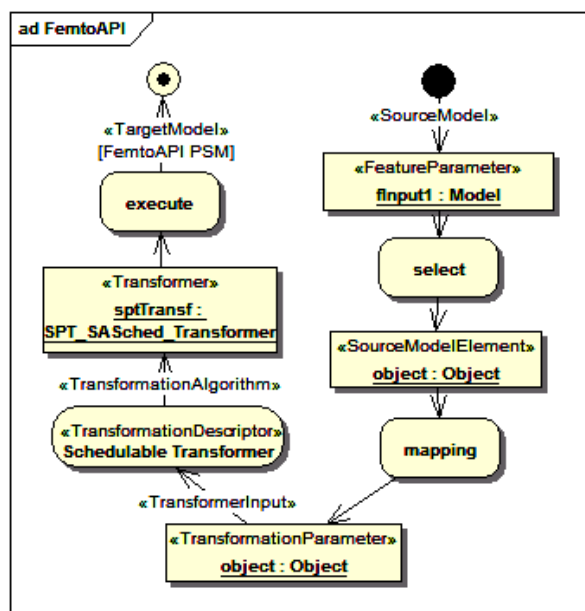 ad FemtoAPI
«TargetModel»
[FemtoAPI PSM]
execute
«Transformer»
sptTransf :
SPT_SASched_Transformer
«TransformationAlgorithm»
«TransformationDescriptor»
Schedulable Transformer
«TransformerInput»
«SourceModel»
«FeatureParameter»
fInput1 : Model
select
«SourceModelElement»
object : Object
mapping
«TransformationParameter»
object : Object